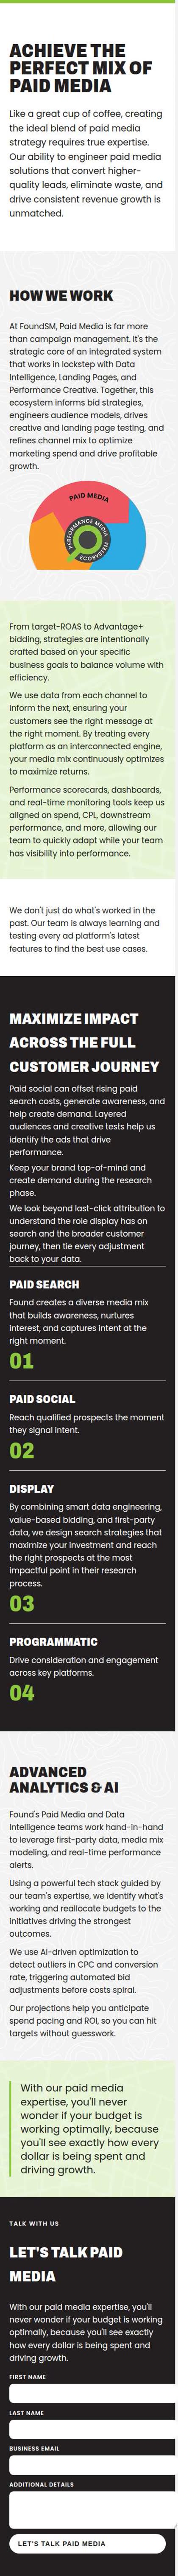 ACHIEVE THE
PERFECT MIX OF
PAID MEDIA
Like a great cup of coffee, creating
the ideal blend of paid media
strategy requires true expertise.
Our ability to engineer paid media
solutions that convert higher-
quality leads, eliminate waste, and
drive consistent revenue growth is
unmatched.
HOW WE WORK
At FoundSM, Paid Media is far more
than campaign management. It's the
strategic core of an integrated system
that works in lockstep with Data
Intelligence, Landing Pages, and
Performance Creative. Together, this
ecosystem informs bid strategies,
engineers audience models, drives
creative and landing page testing, and
refines channel mix to optimize
marketing spend and drive profitable
growth.
PAID MEDIA
PERFORMANCE MEDIA
ECOSYSTEM
From target-ROAS to Advantage+
bidding, strategies are intentionally
crafted based on your specific
business goals to balance volume with
efficiency.
We use data from each channel to
inform the next, ensuring your
customers see the right message at
the right moment. By treating every
platform as an interconnected engine,
your media mix continuously optimizes
to maximize returns.
Performance scorecards, dashboards,
and real-time monitoring tools keep us
aligned on spend, CPL, downstream
performance, and more, allowing our
team to quickly adapt while your team
has visibility into performance.
We don't just do what's worked in the
past. Our team is always learning and
testing every ad platform's latest
features to find the best use cases.
MAXIMIZE IMPACT
ACROSS THE FULL
CUSTOMER JOURNEY
Paid social can offset rising paid
search costs, generate awareness, and
help create demand. Layered
audiences and creative tests help us
identify the ads that drive
performance.
Keep your brand top-of-mind and
create demand during the research
phase.
We look beyond last-click attribution to
understand the role display has on
search and the broader customer
journey, then tie every adjustment
back to your data.
PAID SEARCH
Found creates a diverse media mix
that builds awareness, nurtures
interest, and captures intent at the
right moment.
01
PAID SOCIAL
Reach qualified prospects the moment
they signal intent.
02
DISPLAY
By combining smart data engineering,
value-based bidding, and first-party
data, we design search strategies that
maximize your investment and reach
the right prospects at the most
impactful point in their research
process.
03
PROGRAMMATIC
Drive consideration and engagement
across key platforms.
04
ADVANCED
ANALYTICS & AI
Found's Paid Media and Data
Intelligence teams work hand-in-hand
to leverage first-party data, media mix
modeling, and real-time performance
alerts.
Using a powerful tech stack guided by
our team's expertise, we identify what's
working and reallocate budgets to the
initiatives driving the strongest
outcomes.
We use AI-driven optimization to
detect outliers in CPC and conversion
rate, triggering automated bid
adjustments before costs spiral.
Our projections help you anticipate
spend pacing and ROI, so you can hit
targets without guesswork.
With our paid media
expertise, you'll never
wonder if your budget is
working optimally, because
you'll see exactly how every
dollar is being spent and
driving growth.
TALK WITH US
LET'S TALK PAID
MEDIA
With our paid media expertise, you'll
never wonder if your budget is working
optimally, because you'll see exactly
how every dollar is being spent and
driving growth.
FIRST NAME
LAST NAME
BUSINESS EMAIL
ADDITIONAL DETAILS
LET'S TALK PAID MEDIA